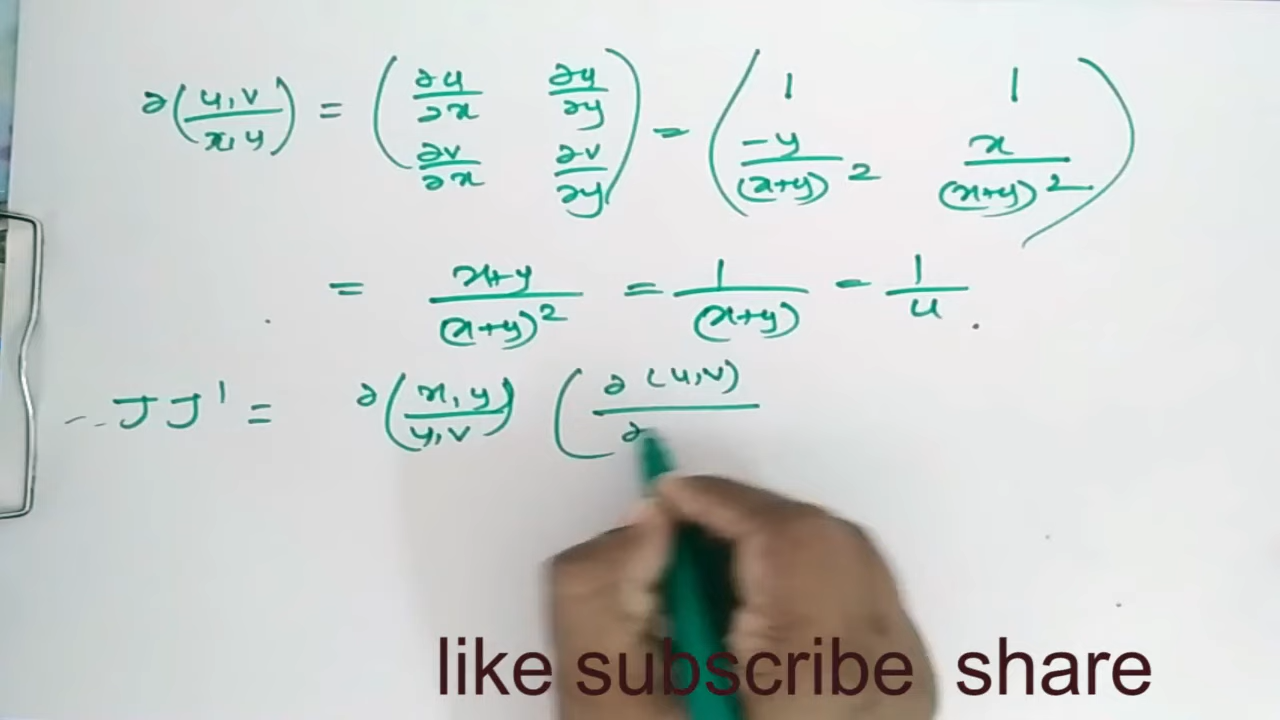 ∂(u,v/x,y) = (∂u/∂x ∂u/∂y ∂v/∂x ∂v/∂y) = (1 1 -y/(x+y)2 x/(x+y)2)
= x+y/(x+y)2 = 1/(x+y) = 1/u .
JJ' = ∂(x,y/u,v) (∂(u,v)/∂
like subscribe share